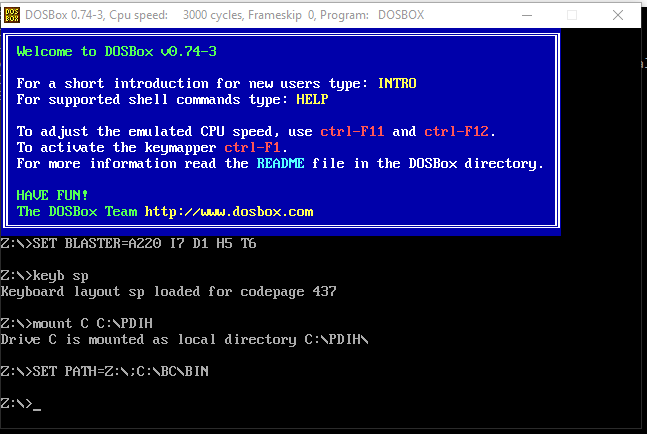 DOSBox 0.74-3, Cpu speed:    3000 cycles, Frameskip  0, Program:   DOSBOX
Welcome to DOSBox v0.74-3
For a short introduction for new users type: INTRO
For supported shell commands type: HELP
To adjust the emulated CPU speed, use ctrl-F11 and ctrl-F12.
To activate the keymapper ctrl-F1.
For more information read the README file in the DOSBox directory.
HAVE FUN!
The DOSBox Team http://www.dosbox.com
Z:\>SET BLASTER=A220 I7 D1 H5 T6
Z:\>keyb sp
Keyboard layout sp loaded for codepage 437
Z:\>mount C C:\PDIH
Drive C is mounted as local directory C:\PDIH\
Z:\>SET PATH=Z:\;C:\BC\BIN
Z:\>_